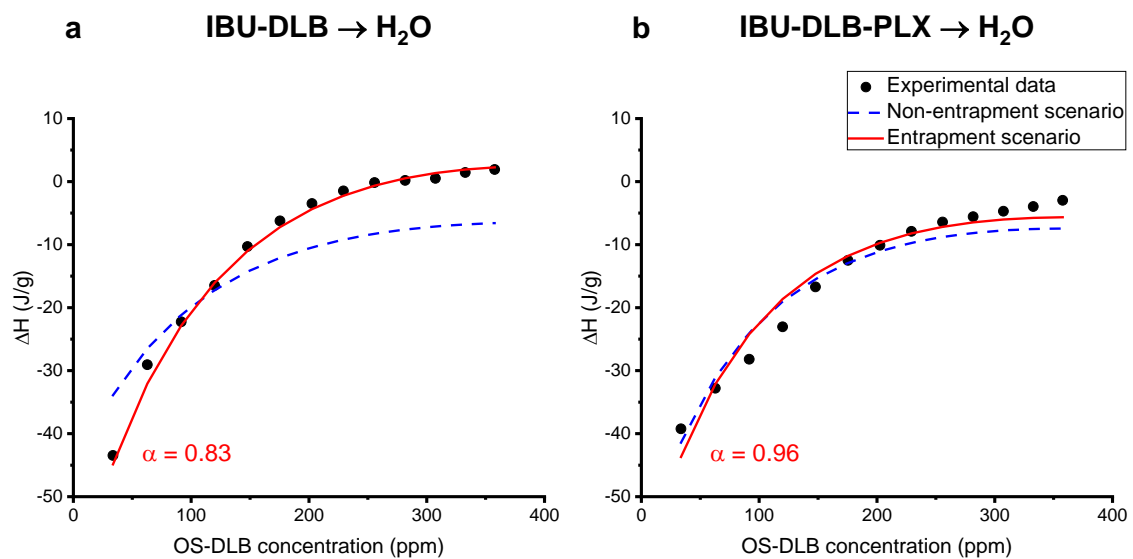 a IBU-DLB → H₂O
b IBU-DLB-PLX → H₂O
Experimental data
Non-entrapment scenario
Entrapment scenario
10
0
-10
-20
-30
-40
-50
ΔH (J/g)
α = 0.83
0 100 200 300 400
OS-DLB concentration (ppm)
10
0
-10
-20
-30
-40
-50
ΔH (J/g)
α = 0.96
0 100 200 300 400
OS-DLB concentration (ppm)